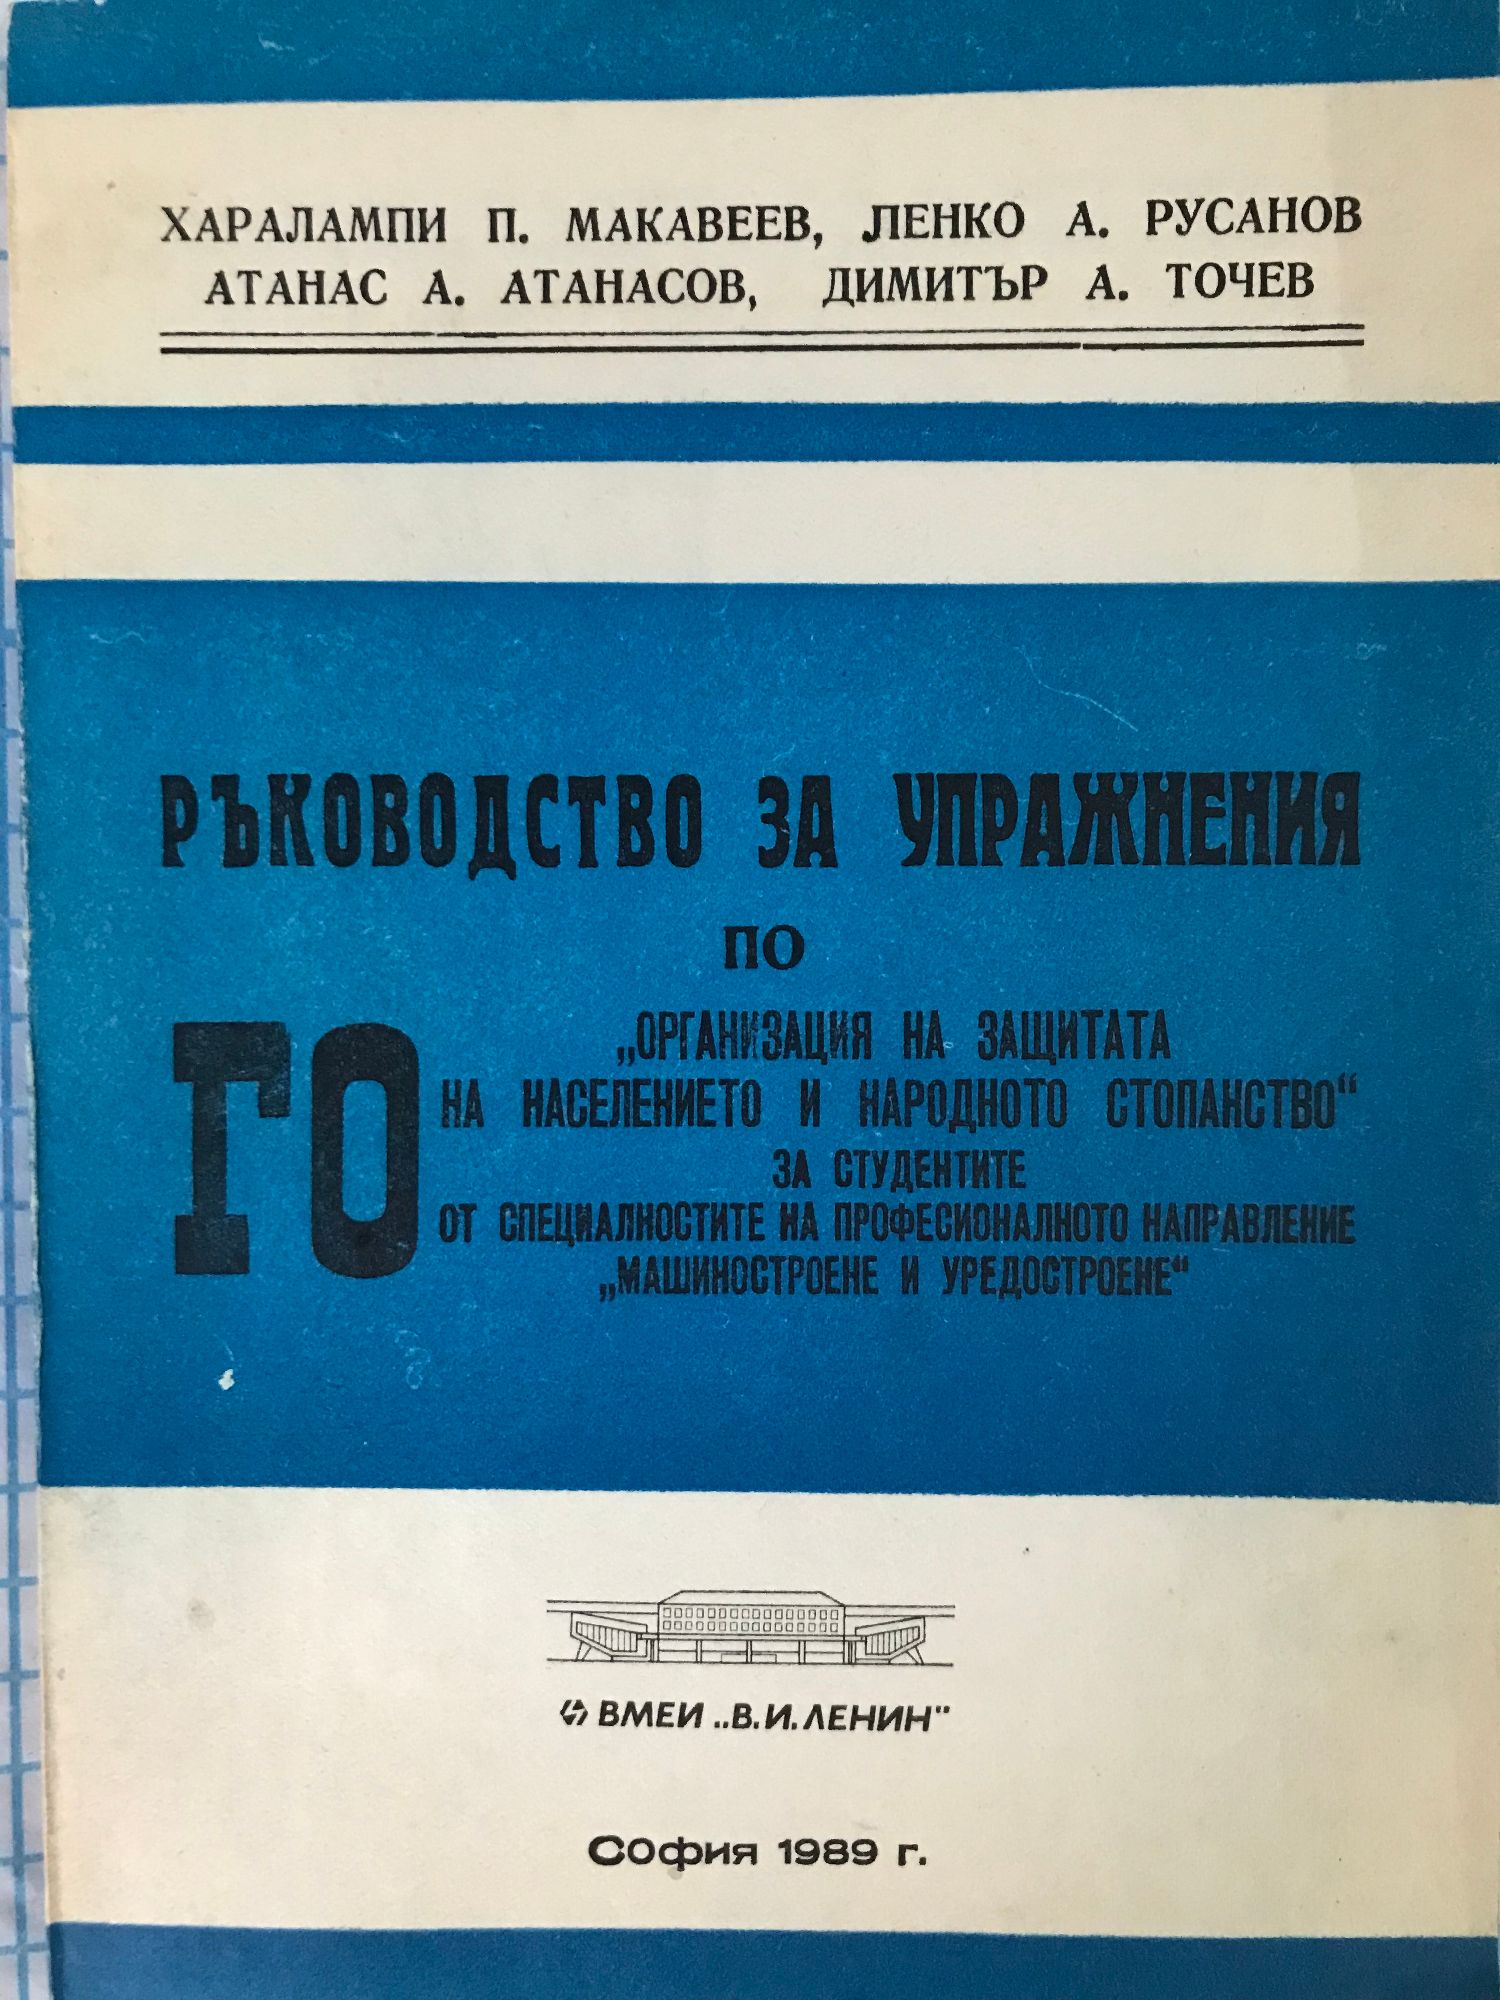 ХАРАЛАМПИ П. МАКАВЕЕВ, ЛЕНКО А. РУСАНОВ
АТАНАС А. АТАНАСОВ, ДИМИТЪР А. ТОЧЕВ
РЪКОВОДСТВО ЗА УПРАЖНЕНИЯ
ПО
ГО
„ОРГАНИЗАЦИЯ НА ЗАЩИТАТА
НА НАСЕЛЕНИЕТО И НАРОДНОТО СТОПАНСТВО“
ЗА СТУДЕНТИТЕ
ОТ СПЕЦИАЛНОСТИТЕ НА ПРОФЕСИОНАЛНОТО НАПРАВЛЕНИЕ
„МАШИНОСТРОЕНЕ И УРЕДОСТРОЕНЕ“
ВМЕИ „В.И.ЛЕНИН“
София 1989 г.